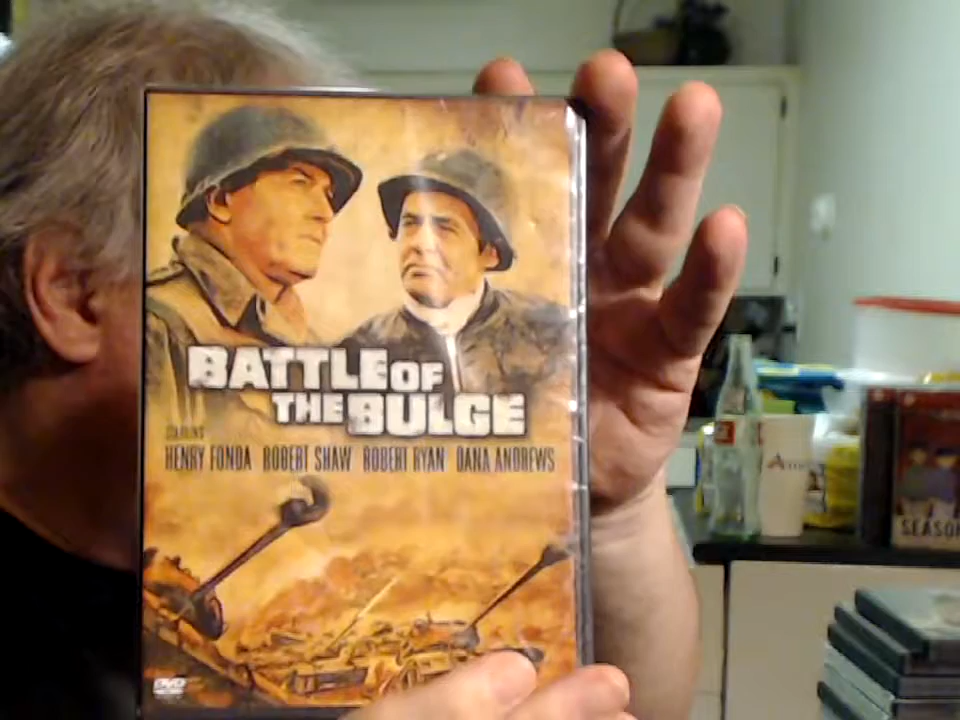 BATTLE OF
THE BULGE
HENRY FONDA ROBERT SHAW ROBERT RYAN DANA ANDREWS
DVD
SEASON